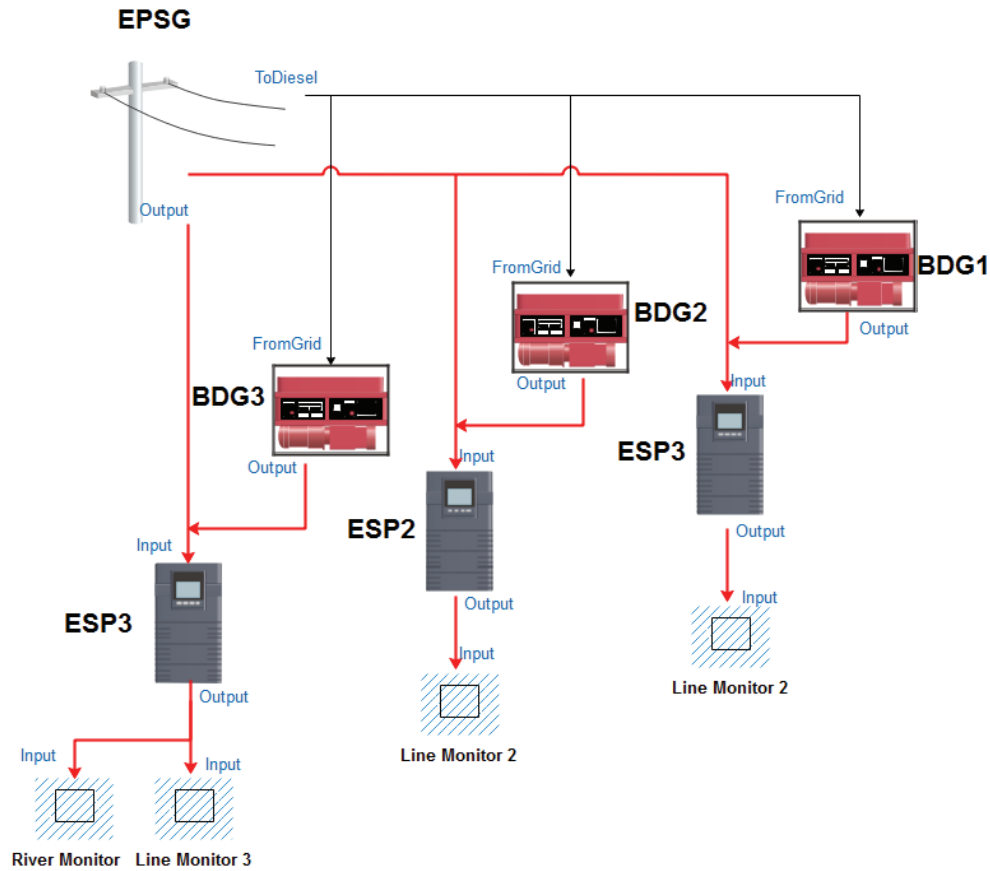 EPSG
ToDiesel
Output
FromGrid
BDG1
Output
FromGrid
BDG2
Output
FromGrid
BDG3
Output
Input
ESP3
Output
Input
Line Monitor 2
Input
ESP2
Output
Input
Line Monitor 2
Input
ESP3
Output
Input
Input
River Monitor
Line Monitor 3